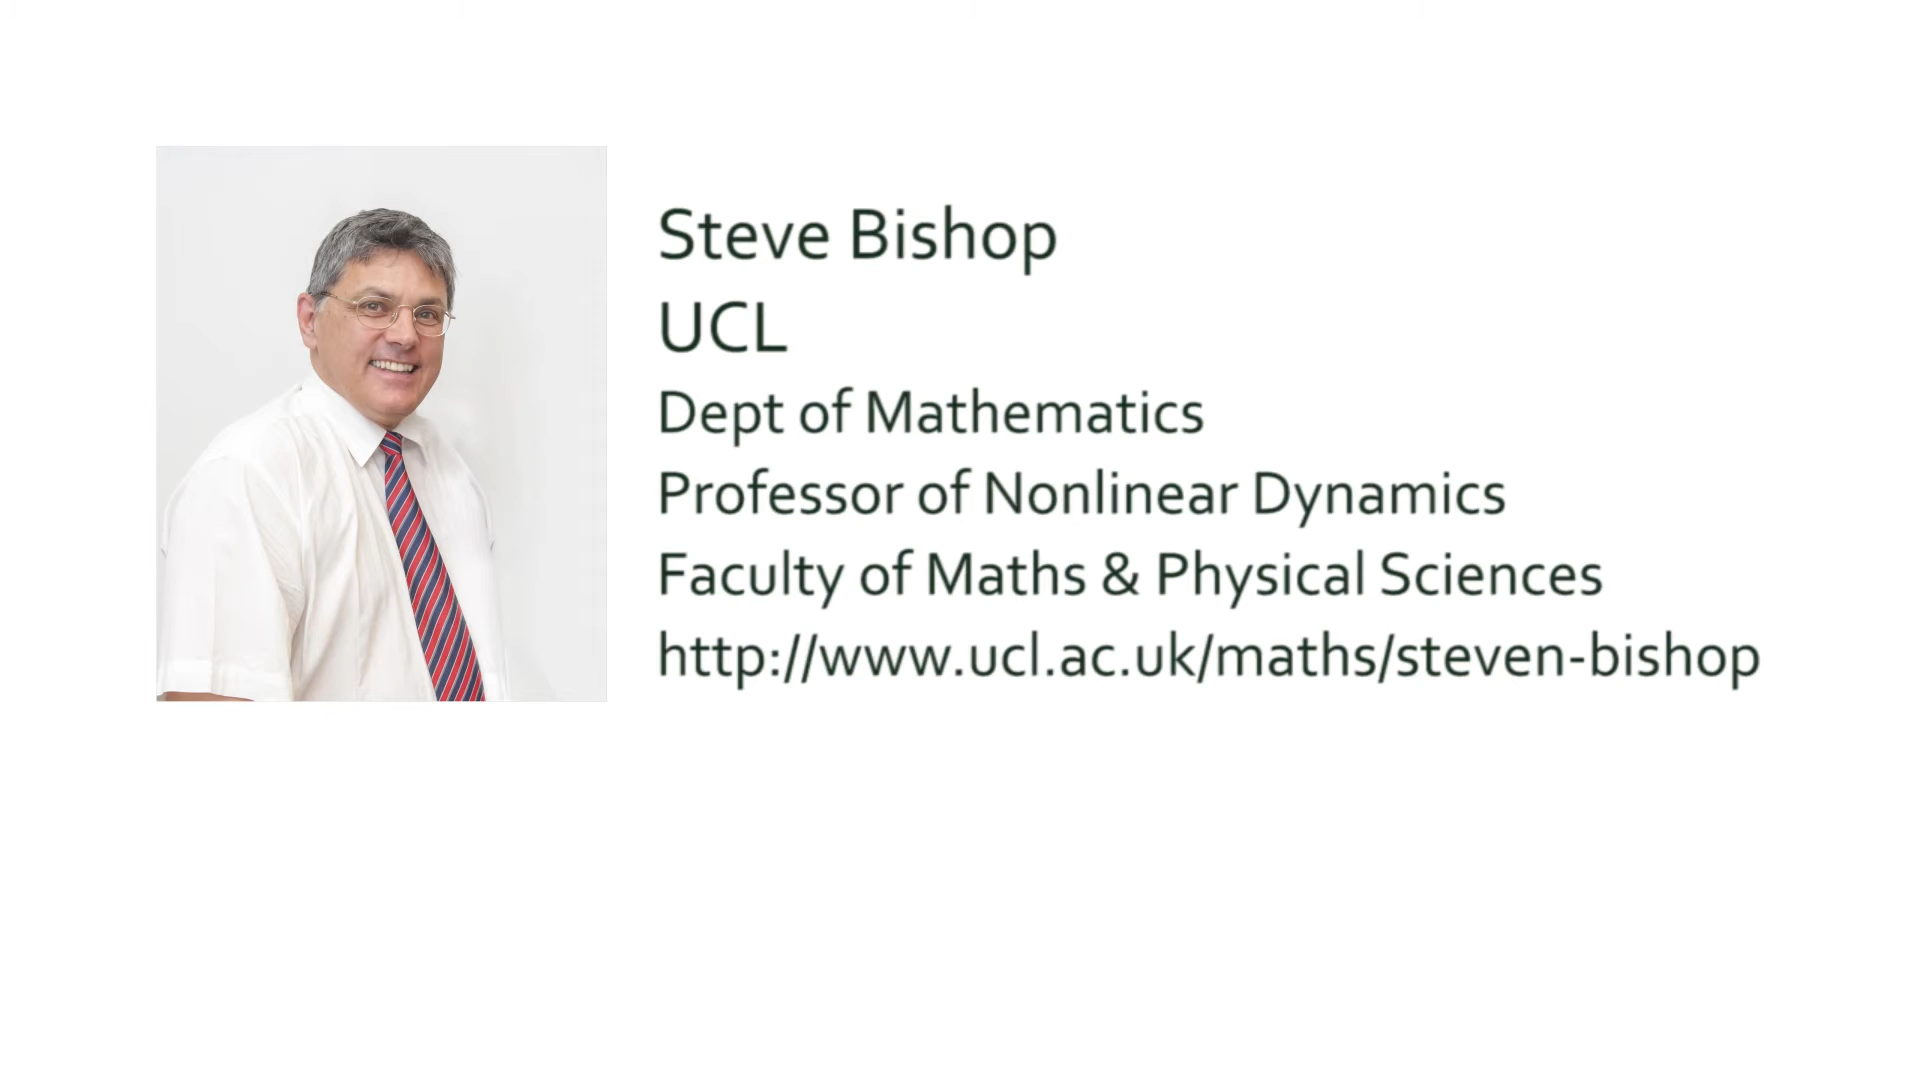 Steve Bishop
UCL
Dept of Mathematics
Professor of Nonlinear Dynamics
Faculty of Maths & Physical Sciences
http://www.ucl.ac.uk/maths/steven-bishop